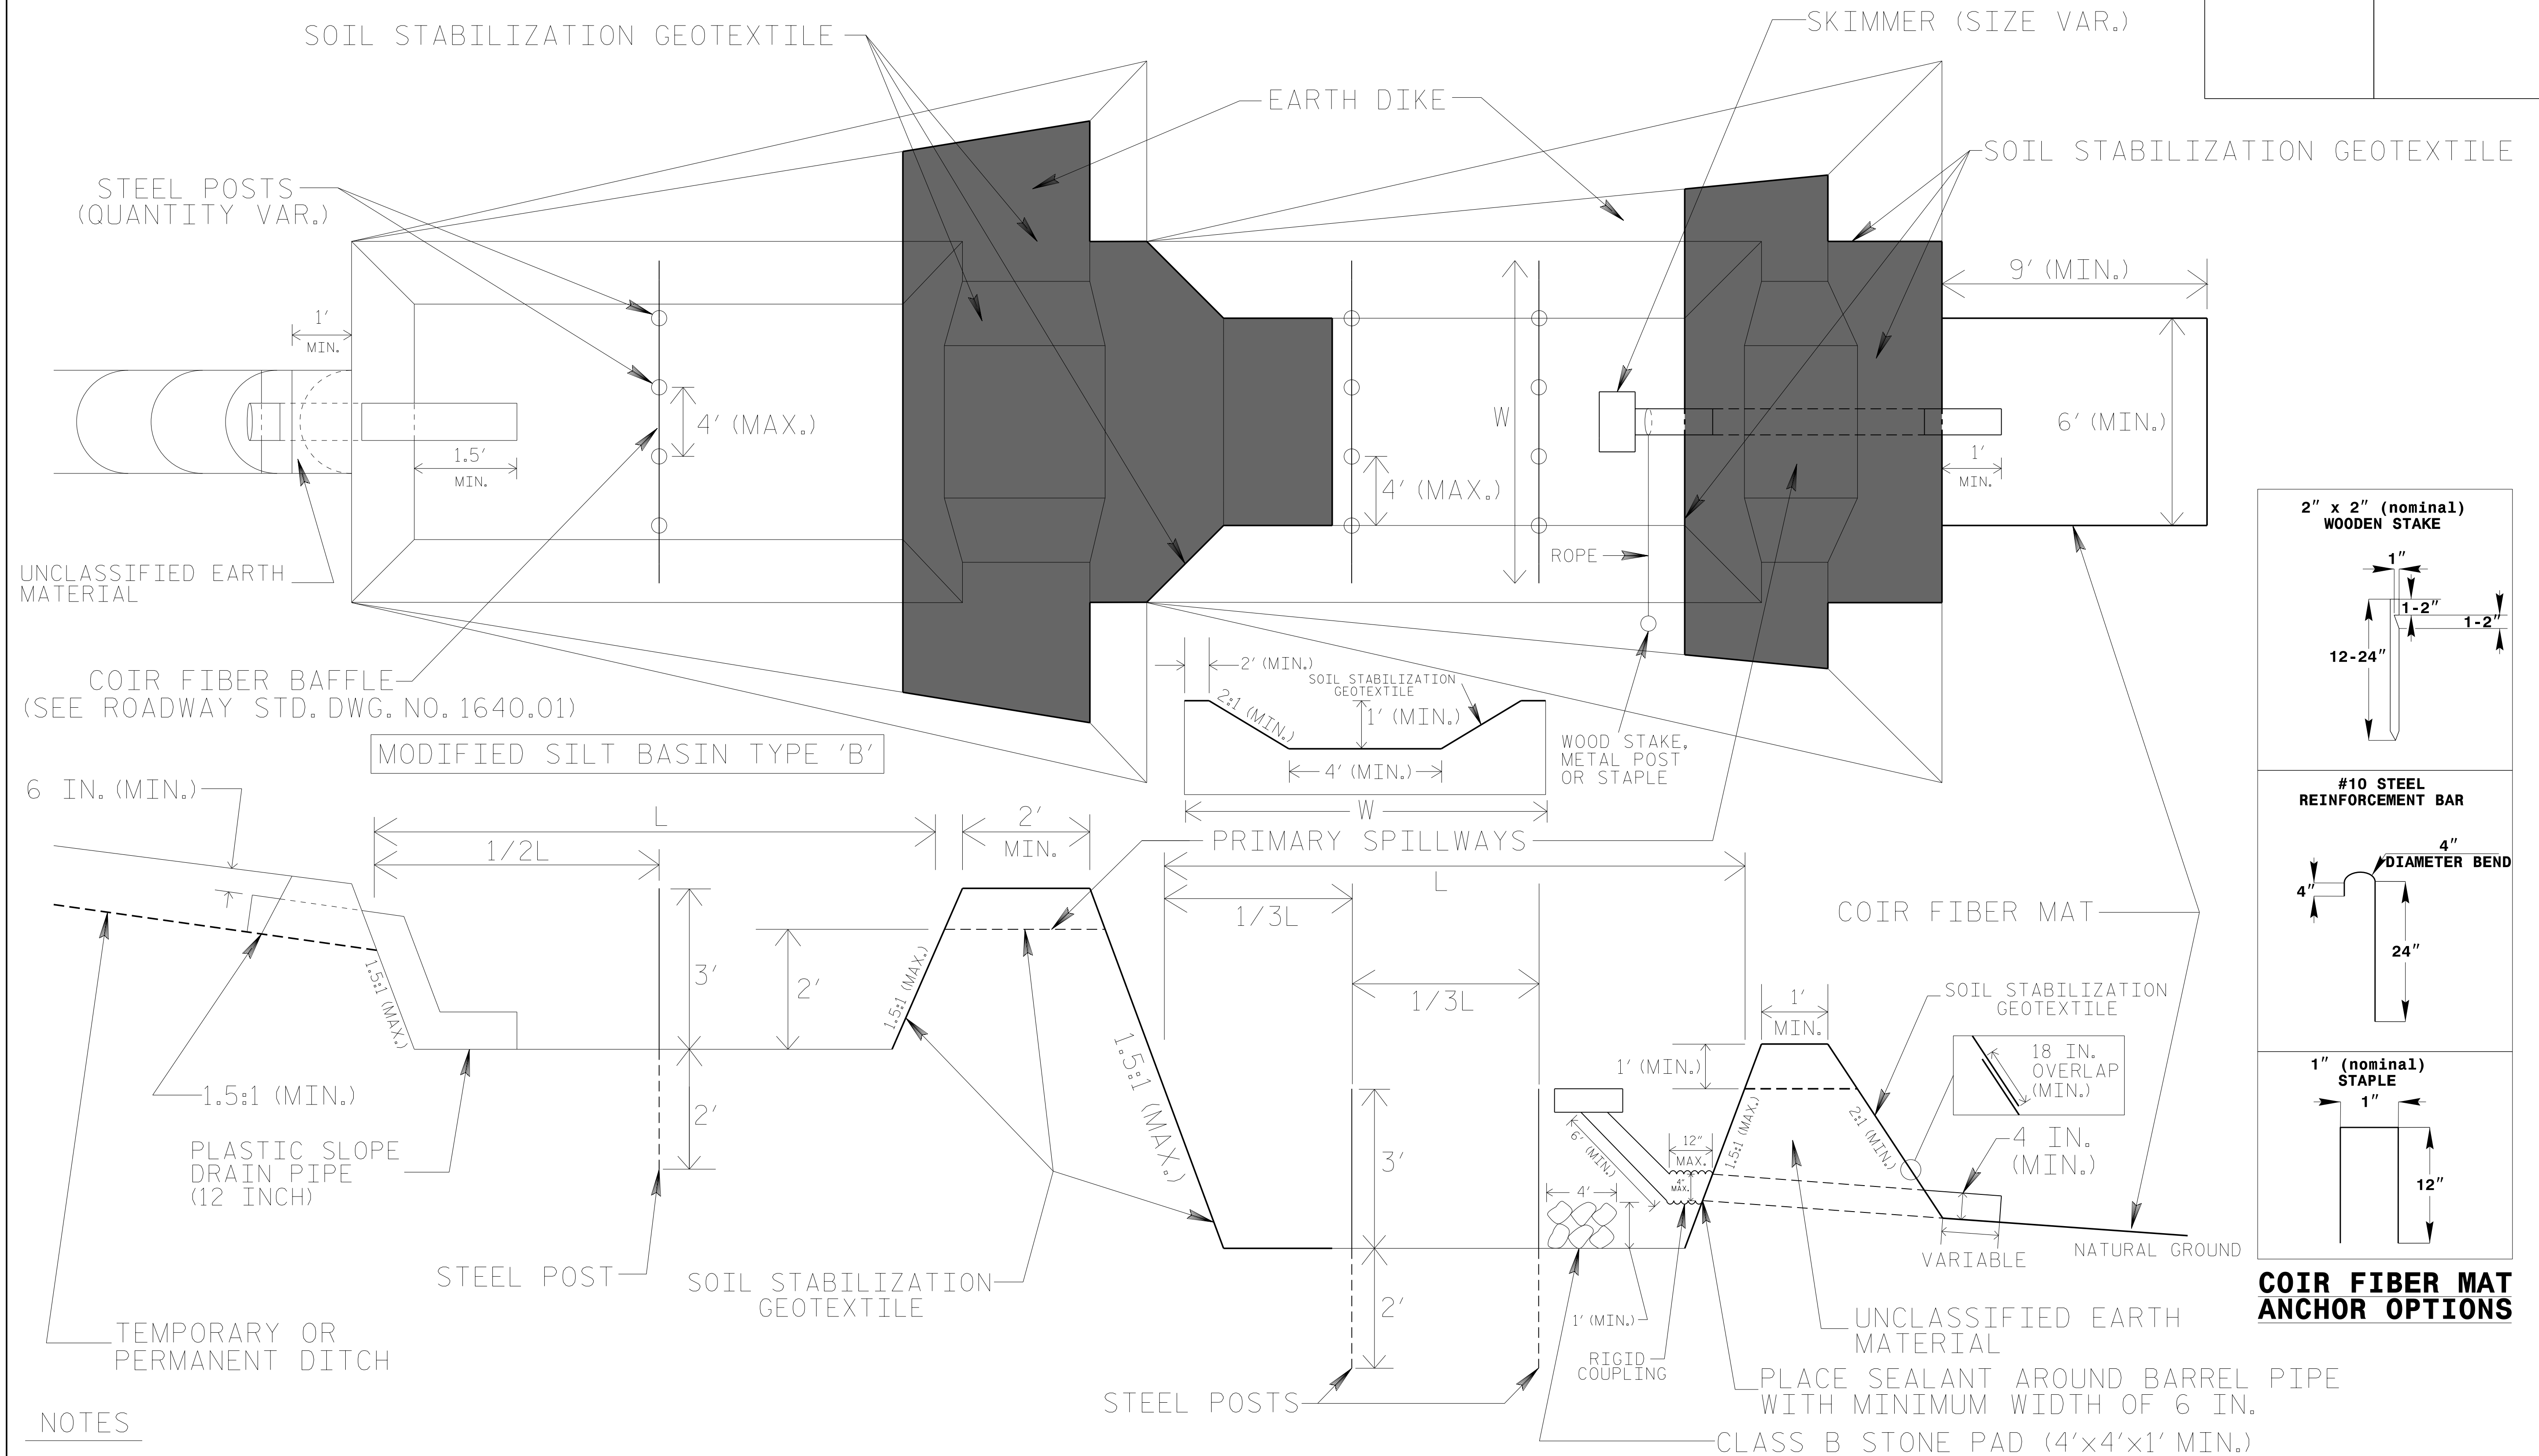 SOIL STABILIZATION GEOTEXTILE
SKIMMER (SIZE VAR.)
EARTH DIKE
SOIL STABILIZATION GEOTEXTILE
STEEL POSTS
(QUANTITY VAR.)
9' (MIN.)
1'
MIN.
4' (MAX.)
W
6' (MIN.)
1.5'
MIN.
4' (MAX.)
1'
MIN.
ROPE
UNCLASSIFIED EARTH
MATERIAL
COIR FIBER BAFFLE
(SEE ROADWAY STD. DWG. NO. 1640.01)
MODIFIED SILT BASIN TYPE 'B'
2' (MIN.)
SOIL STABILIZATION
GEOTEXTILE
2:1 (MIN.)
1' (MIN.)
4' (MIN.)
W
WOOD STAKE,
METAL POST
OR STAPLE
2" x 2" (nominal)
WOODEN STAKE
1"
1-2"
1-2"
12-24"
#10 STEEL
REINFORCEMENT BAR
4"
DIAMETER BEND
4"
24"
1" (nominal)
STAPLE
1"
12"
COIR FIBER MAT
ANCHOR OPTIONS
6 IN. (MIN.)
L
1/2L
2'
MIN.
PRIMARY SPILLWAYS
L
1/3L
1/3L
COIR FIBER MAT
1.5:1 (MAX.)
3'
2'
2'
1.5:1 (MAX.)
1.5:1 (MAX.)
1.5:1 (MIN.)
PLASTIC SLOPE
DRAIN PIPE
(12 INCH)
STEEL POST
SOIL STABILIZATION
GEOTEXTILE
TEMPORARY OR
PERMANENT DITCH
3'
2'
STEEL POSTS
1'
MIN.
1' (MIN.)
SOIL STABILIZATION
GEOTEXTILE
18 IN.
OVERLAP
(MIN.)
6' (MIN.)
12"
MAX.
4"
MAX.
1.5:1 (MAX.)
2:1 (MIN.)
4 IN.
(MIN.)
4'
1' (MIN.)
VARIABLE
NATURAL GROUND
RIGID
COUPLING
UNCLASSIFIED EARTH
MATERIAL
PLACE SEALANT AROUND BARREL PIPE
WITH MINIMUM WIDTH OF 6 IN.
CLASS B STONE PAD (4'x4'x1' MIN.)
NOTES